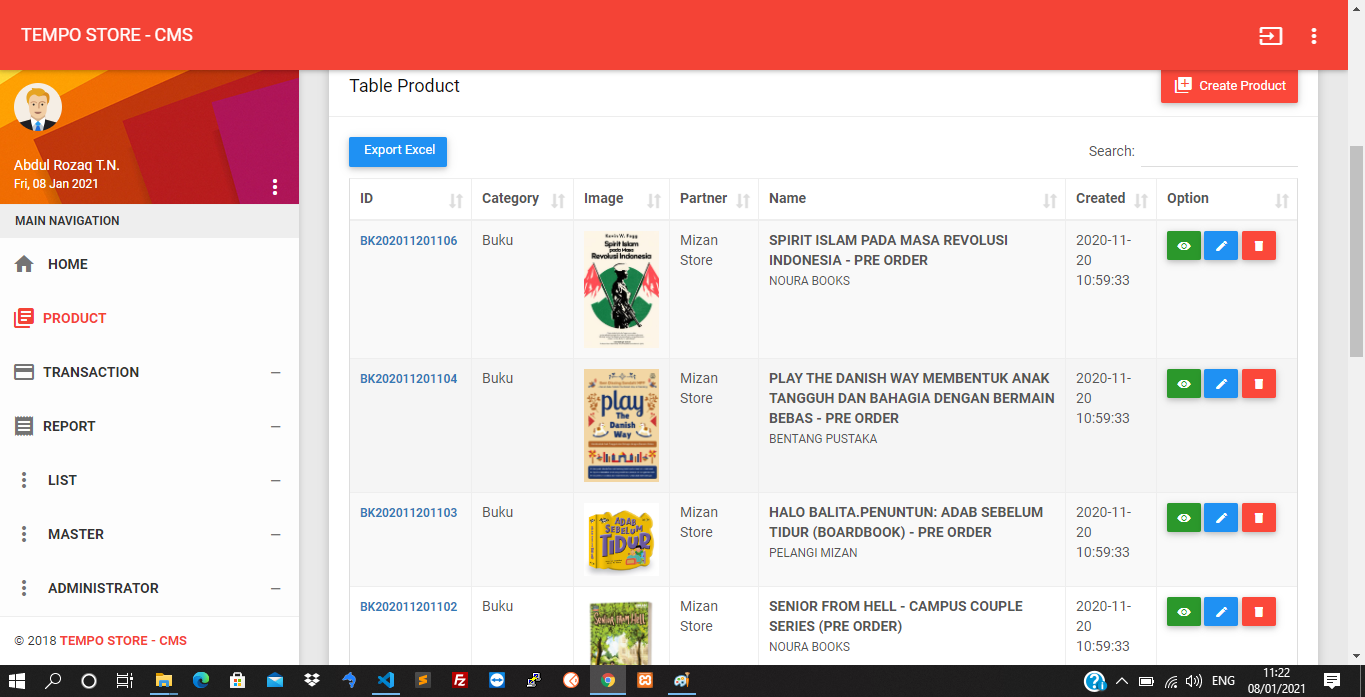 TEMPO STORE - CMS
Abdul Rozaq T.N.
Fri, 08 Jan 2021
MAIN NAVIGATION
HOME
PRODUCT
TRANSACTION
REPORT
LIST
MASTER
ADMINISTRATOR
© 2018 TEMPO STORE - CMS
Table Product
Create Product
Export Excel
Search:
ID Category Image Partner Name Created Option
BK202011201106
Buku
Kevin W. Fogg
Spirit Islam
pada Masa
Revolusi Indonesia
Mizan
Store
SPIRIT ISLAM PADA MASA REVOLUSI
INDONESIA - PRE ORDER
NOURA BOOKS
2020-11-
20
10:59:33
BK202011201104
Buku
play
The
Danish
Way
Mizan
Store
PLAY THE DANISH WAY MEMBENTUK ANAK
TANGGUH DAN BAHAGIA DENGAN BERMAIN
BEBAS - PRE ORDER
BENTANG PUSTAKA
2020-11-
20
10:59:33
BK202011201103
Buku
ADAB
SEBELUM
TIDUR
Mizan
Store
HALO BALITA.PENUNTUN: ADAB SEBELUM
TIDUR (BOARDBOOK) - PRE ORDER
PELANGI MIZAN
2020-11-
20
10:59:33
BK202011201102
Buku
Mizan
Store
SENIOR FROM HELL - CAMPUS COUPLE
SERIES (PRE ORDER)
NOURA BOOKS
2020-11-
20
10:59:33
ENG
11:22
08/01/2021